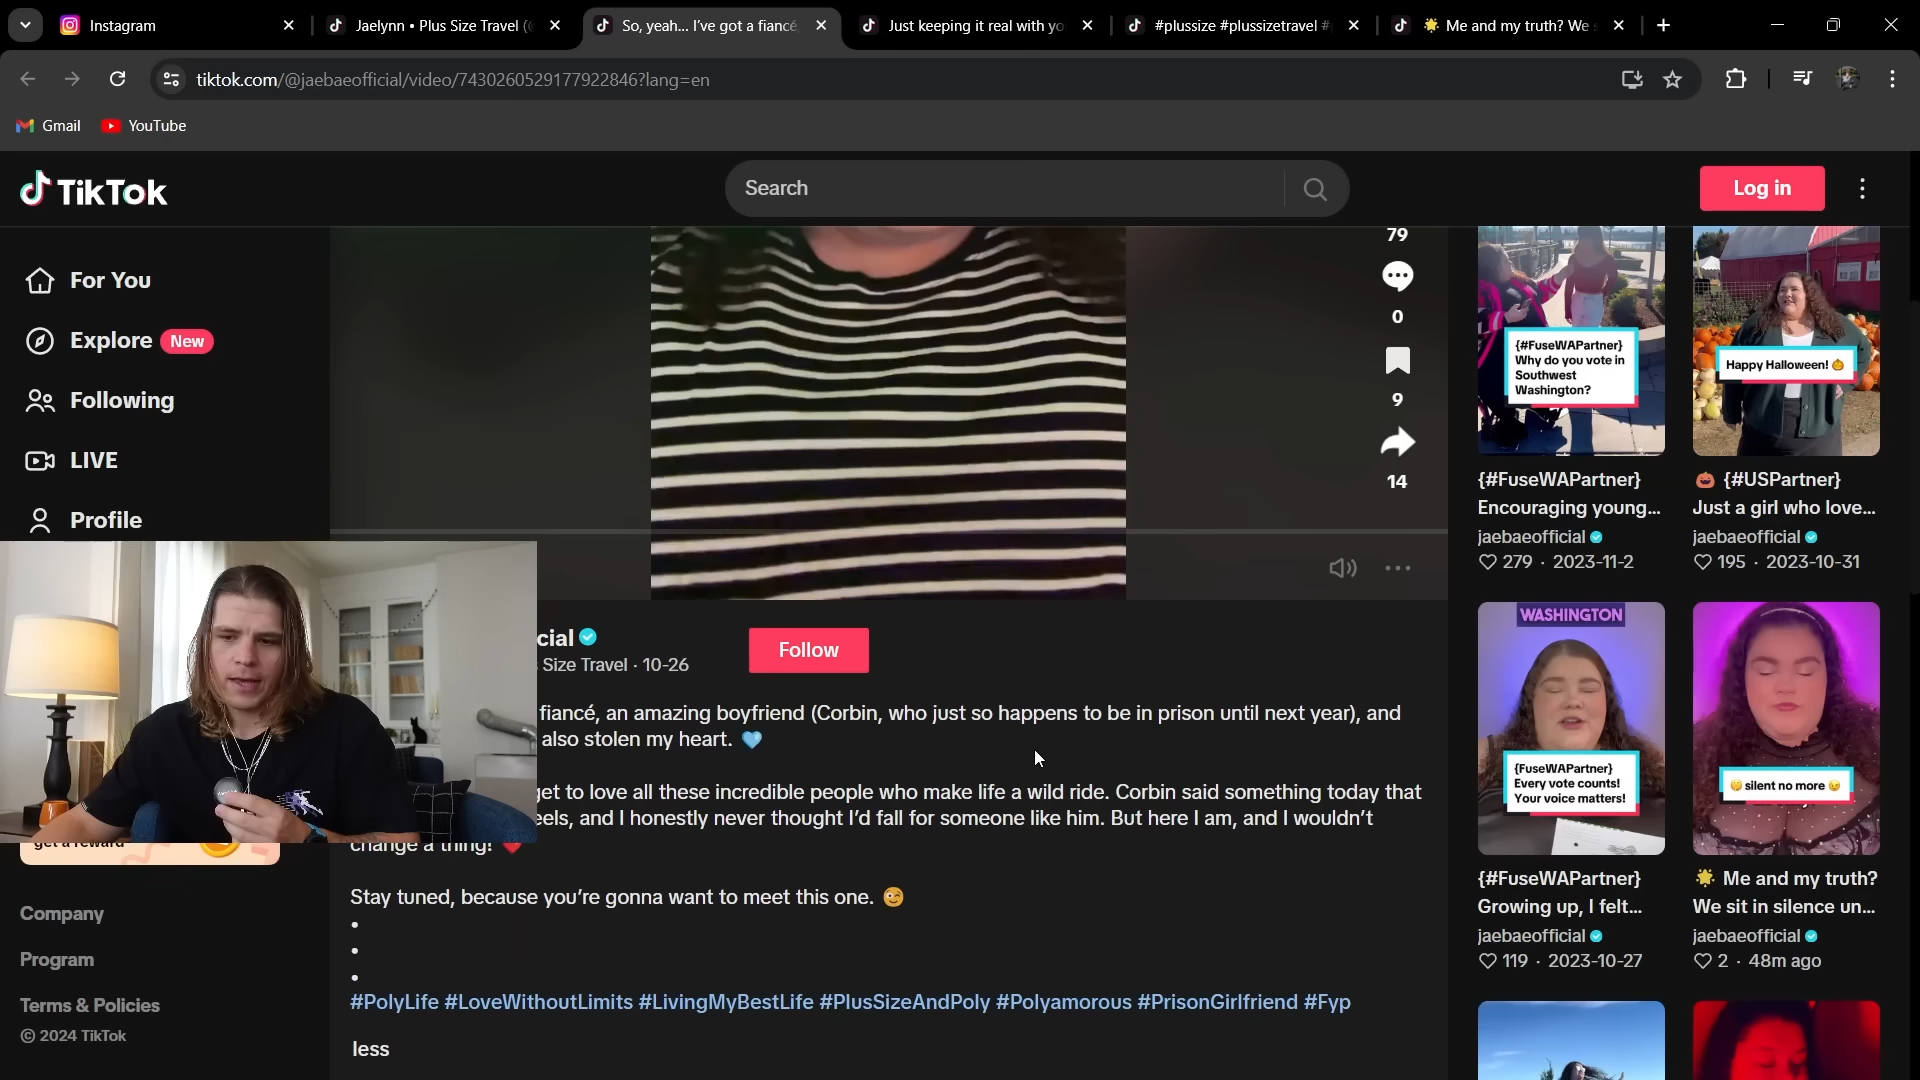 Instagram
Jaelynn • Plus Size Travel (
So, yeah... I've got a fiancé
Just keeping it real with yo
#plussize #plussizetravel #
🌟 Me and my truth? We s
tiktok.com/@jaebaeofficial/video/7430260529177922846?lang=en
Gmail
YouTube
TikTok
Search
Log in
For You
Explore New
Following
LIVE
Profile
79
0
9
14
{#FuseWAPartner}
Why do you vote in
Southwest
Washington?
Happy Halloween! 🎃
{#FuseWAPartner}
Encouraging young...
jaebaeofficial
279 · 2023-11-2
🎃 {#USPartner}
Just a girl who love...
jaebaeofficial
195 · 2023-10-31
cial
Size Travel · 10-26
Follow
fiancé, an amazing boyfriend (Corbin, who just so happens to be in prison until next year), and
also stolen my heart. 🩵
get to love all these incredible people who make life a wild ride. Corbin said something today that
eels, and I honestly never thought I'd fall for someone like him. But here I am, and I wouldn't
change a thing! ❤️
Stay tuned, because you're gonna want to meet this one. 😉
•
•
•
#PolyLife #LoveWithoutLimits #LivingMyBestLife #PlusSizeAndPoly #Polyamorous #PrisonGirlfriend #Fyp
less
WASHINGTON
{FuseWAPartner}
Every vote counts!
Your voice matters!
🤫 silent no more 😉
{#FuseWAPartner}
Growing up, I felt...
jaebaeofficial
119 · 2023-10-27
🌟 Me and my truth?
We sit in silence un...
jaebaeofficial
2 · 48m ago
get a reward
Company
Program
Terms & Policies
© 2024 TikTok